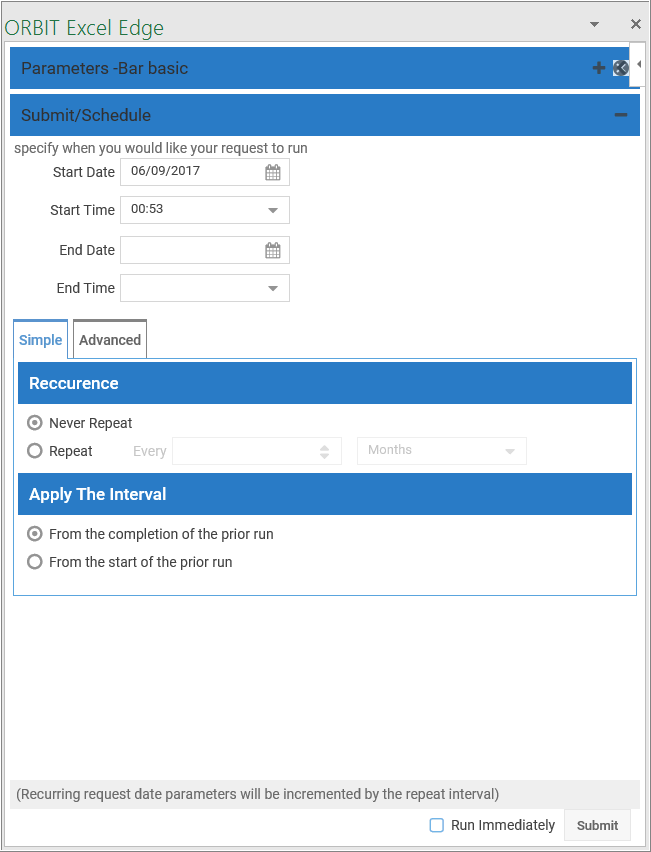 ORBIT Excel Edge
Parameters -Bar basic
Submit/Schedule
specify when you would like your request to run
Start Date 06/09/2017
Start Time 00:53
End Date
End Time
Simple Advanced
Reccurence
Never Repeat
Repeat Every Months
Apply The Interval
From the completion of the prior run
From the start of the prior run
(Recurring request date parameters will be incremented by the repeat interval)
Run Immediately Submit